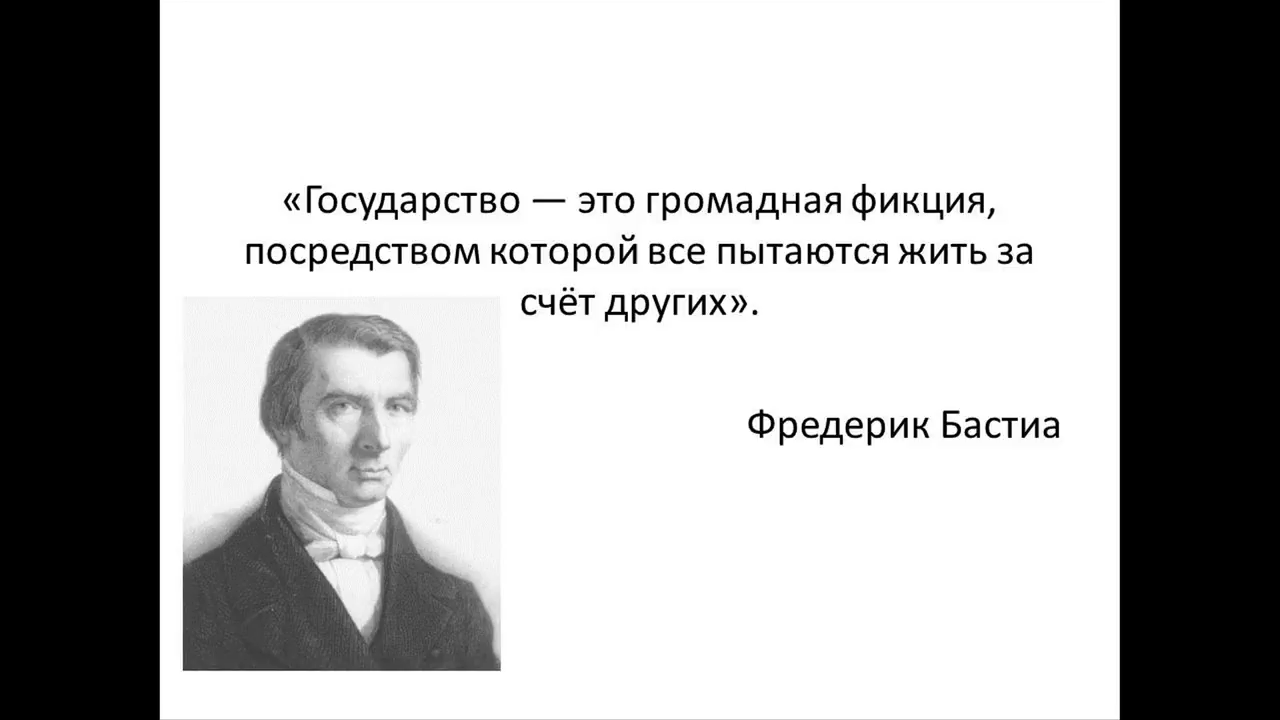 «Государство — это громадная фикция,
посредством которой все пытаются жить за
счёт других».
Фредерик Бастиа